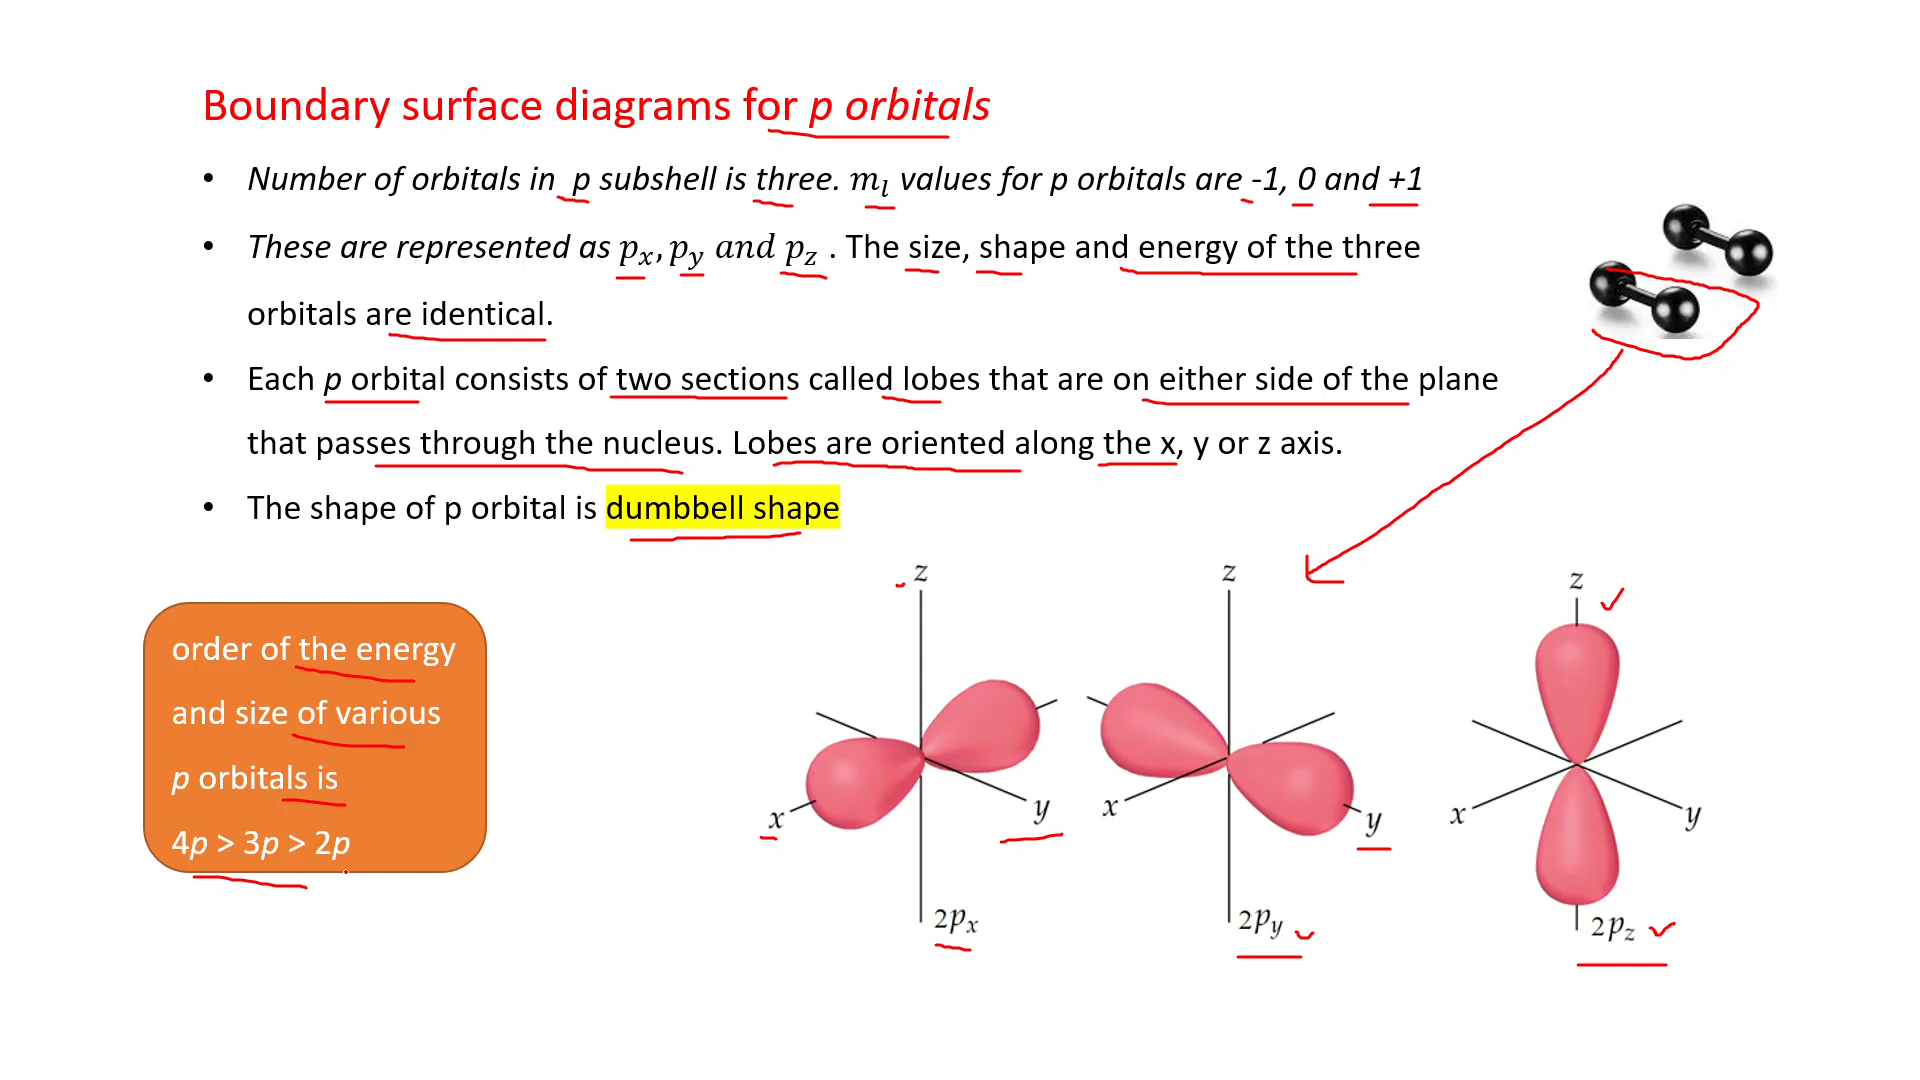 Boundary surface diagrams for p orbitals
• Number of orbitals in p subshell is three. mₗ values for p orbitals are -1, 0 and +1
• These are represented as pₓ, p_y and p_z . The size, shape and energy of the three
orbitals are identical.
• Each p orbital consists of two sections called lobes that are on either side of the plane
that passes through the nucleus. Lobes are oriented along the x, y or z axis.
• The shape of p orbital is dumbbell shape
order of the energy
and size of various
p orbitals is
4p > 3p > 2p
z
x
y
2pₓ
z
x
y
2p_y
z
x
y
2p_z